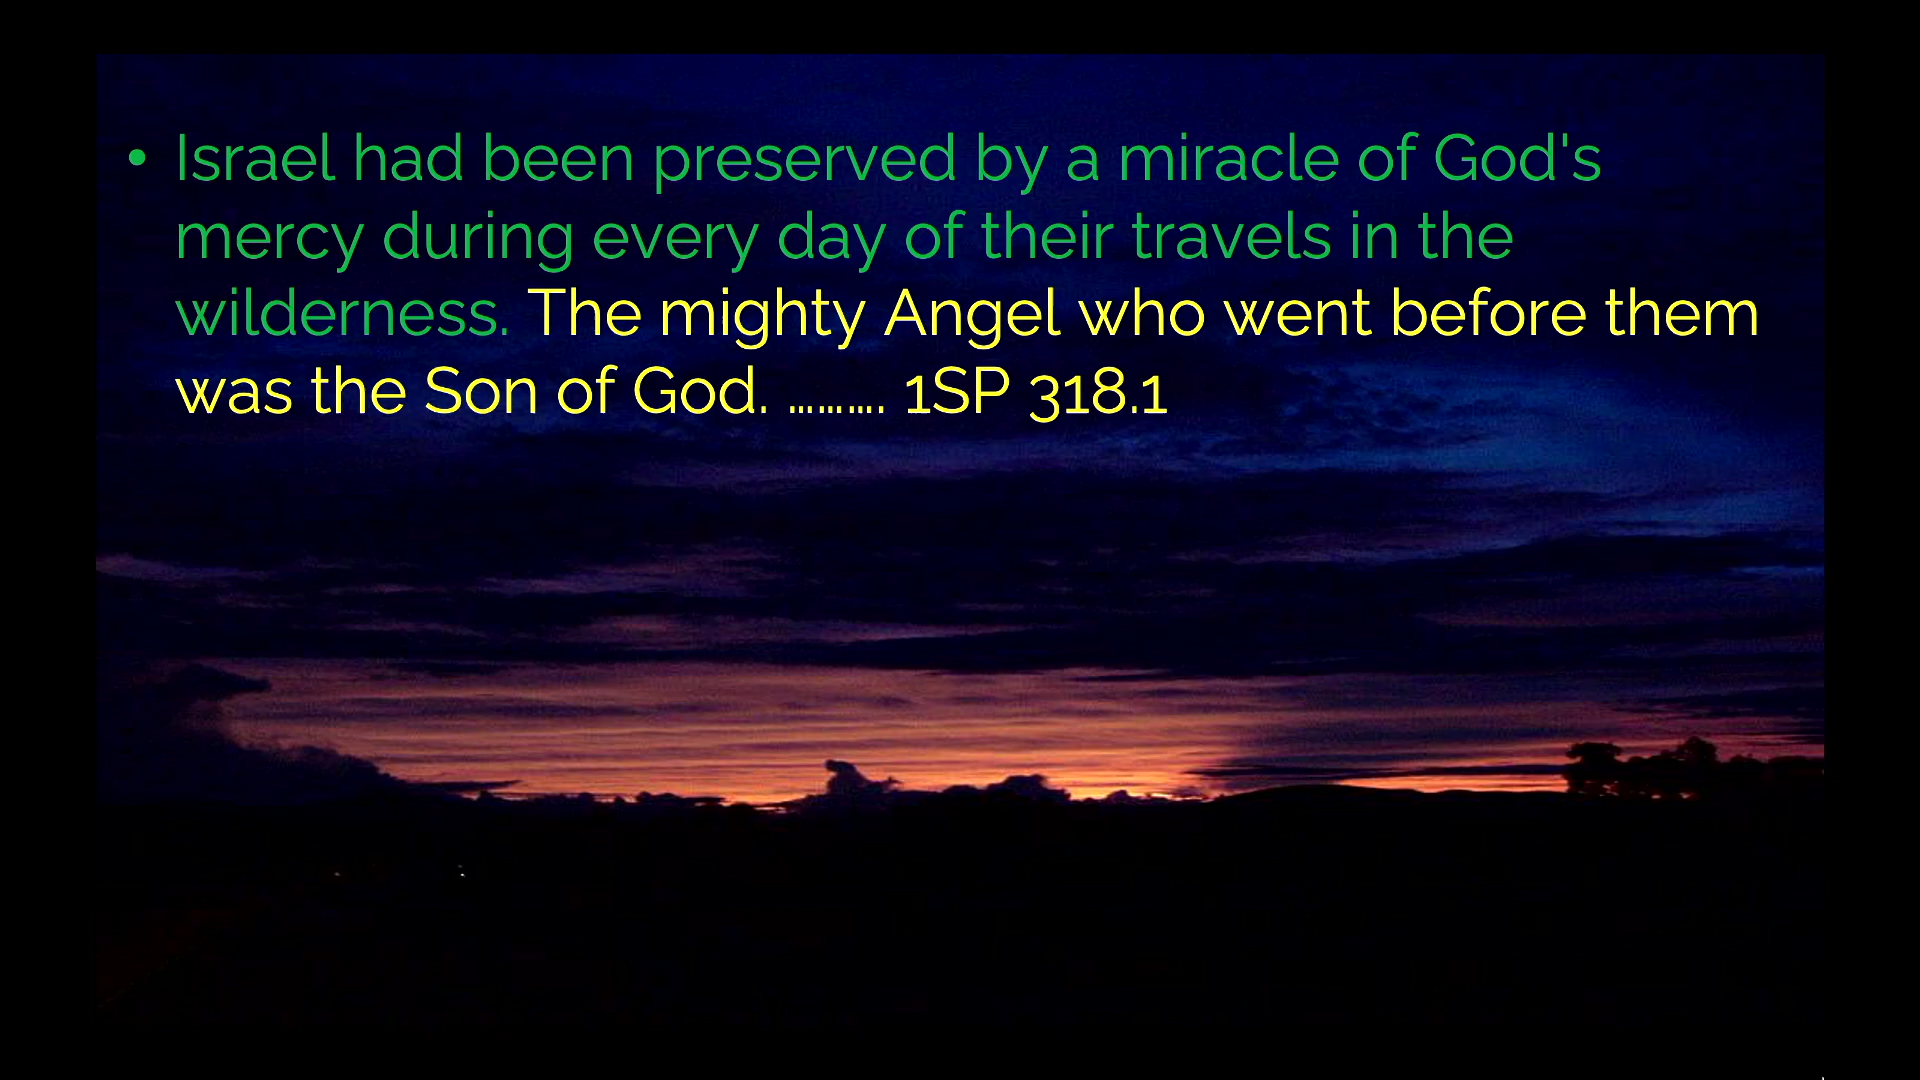 • Israel had been preserved by a miracle of God's
mercy during every day of their travels in the
wilderness. The mighty Angel who went before them
was the Son of God. ………. 1SP 318.1